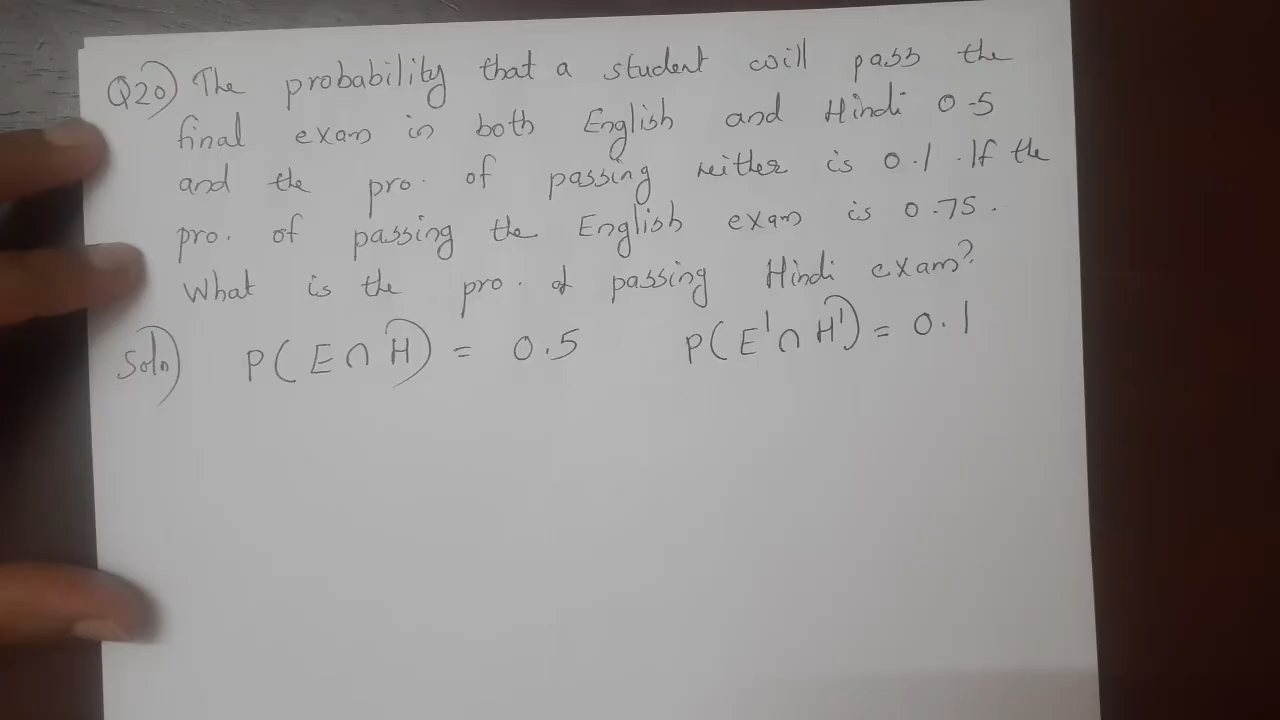 Q20) The probability that a student will pass the
final exam in both English and Hindi 0.5
and the pro. of passing neither is 0.1 . If the
pro. of passing the English exam is 0.75.
What is the pro. of passing Hindi exam?
Soln) P(E∩H) = 0.5 P(E'∩H') = 0.1